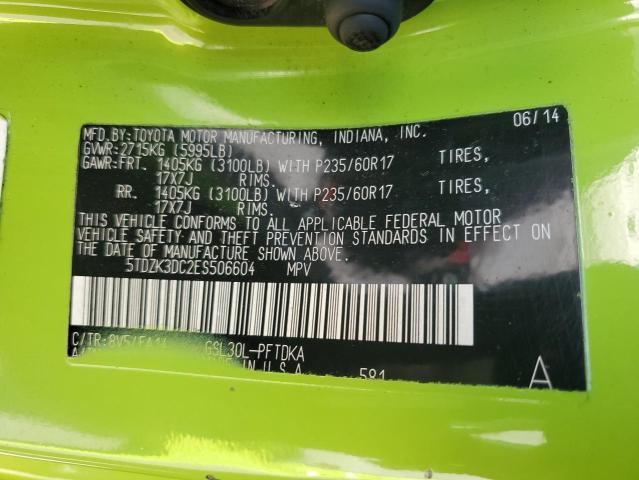 MFD.BY:TOYOTA MOTOR MANUFACTURING, INDIANA, INC. 06/14
GVWR:2715KG (5995LB)
GAWR:FRT. 1405KG (3100LB) WITH P235/60R17 TIRES,
17X7J RIMS.
RR. 1405KG (3100LB) WITH P235/60R17 TIRES,
17X7J RIMS.
THIS VEHICLE CONFORMS TO ALL APPLICABLE FEDERAL MOTOR
VEHICLE SAFETY AND THEFT PREVENTION STANDARDS IN EFFECT ON
THE DATE OF MANUFACTURE SHOWN ABOVE.
5TDZK3DC2ES506604 MPV
C/TR: GSL30L-PFTDKA
IN U.S.A. 581 A